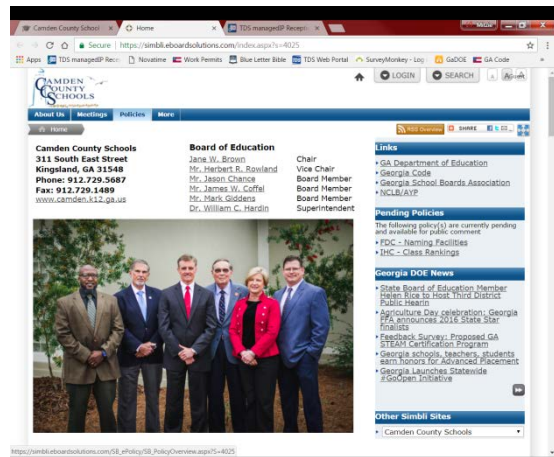 Camden County School
Home
TDS managedIP Recept
Secure
https://simbli.eboardsolutions.com/index.aspx?s=4025
Apps
TDS managedIP Rece
Novatime
Work Permits
Blue Letter Bible
TDS Web Portal
SurveyMonkey - Log
GaDOE
GA Code
CAMDEN
COUNTY
SCHOOLS
LOGIN
SEARCH
About Us
Meetings
Policies
More
Home
RSS Overview
SHARE
Camden County Schools
311 South East Street
Kingsland, GA 31548
Phone: 912.729.5687
Fax: 912.729.1489
www.camden.k12.ga.us
Board of Education
Jane W. Brown Chair
Mr. Herbert R. Rowland Vice Chair
Mr. Jason Chance Board Member
Mr. James W. Coffel Board Member
Mr. Mark Giddens Board Member
Dr. William C. Hardin Superintendent
Links
GA Department of Education
Georgia Code
Georgia School Boards Association
NCLB/AYP
Pending Policies
The following policy(s) are currently pending
and available for public comment
FDC - Naming Facilities
IHC - Class Rankings
Georgia DOE News
State Board of Education Member
Helen Rice to Host Third District
Public Hearin
Agriculture Day celebration: Georgia
FFA announces 2016 State Star
finalists
Feedback Survey: Proposed GA
STEAM Certification Program
Georgia schools, teachers, students
earn honors for Advanced Placement
Georgia Launches Statewide
#GoOpen Initiative
Other Simbli Sites
Camden County Schools
https://simbli.eboardsolutions.com/SB_ePolicy/SB_PolicyOverview.aspx?S=4025